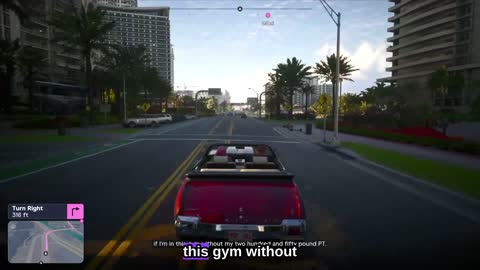 Turn Right
316 ft
if I'm in this gym without my two hundred and fifty pound PT.
this gym without